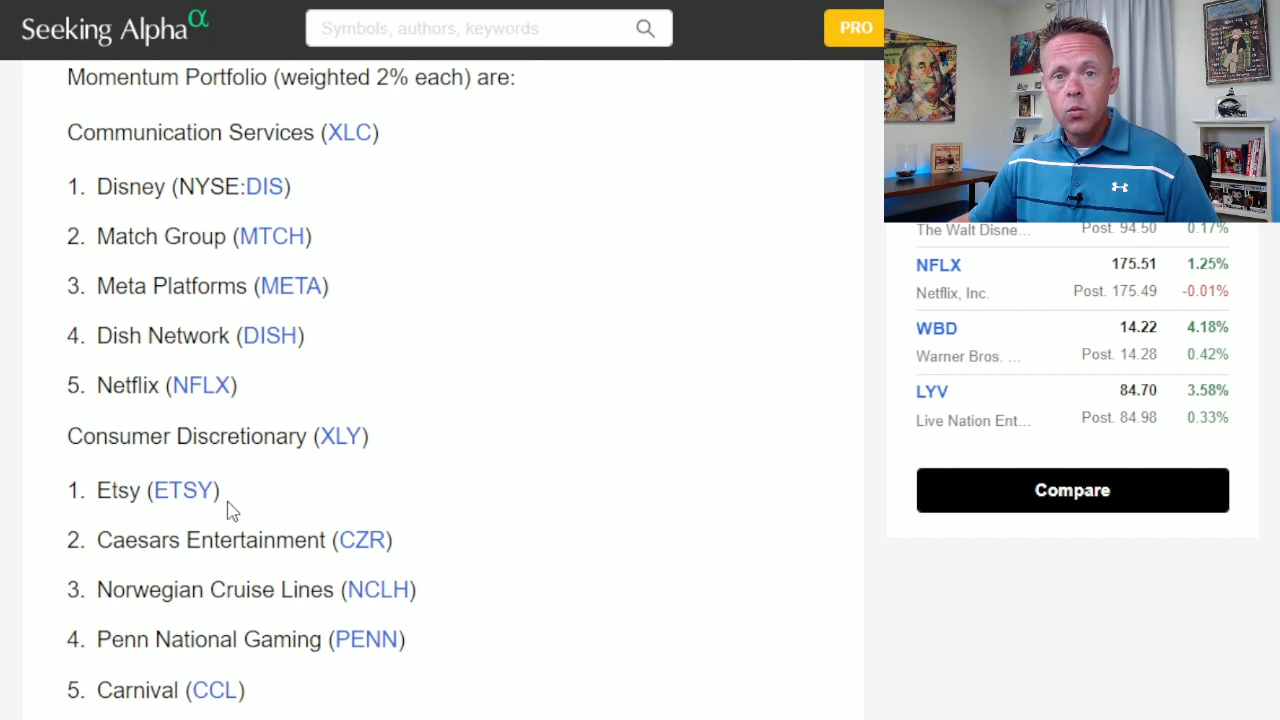 Seeking Alphaα
Symbols, authors, keywords
PRO
Momentum Portfolio (weighted 2% each) are:
Communication Services (XLC)
1. Disney (NYSE:DIS)
2. Match Group (MTCH)
3. Meta Platforms (META)
4. Dish Network (DISH)
5. Netflix (NFLX)
Consumer Discretionary (XLY)
1. Etsy (ETSY)
2. Caesars Entertainment (CZR)
3. Norwegian Cruise Lines (NCLH)
4. Penn National Gaming (PENN)
5. Carnival (CCL)
The Walt Disne... Post. 94.50 0.17%
NFLX 175.51 1.25%
Netflix, Inc. Post. 175.49 -0.01%
WBD 14.22 4.18%
Warner Bros. ... Post. 14.28 0.42%
LYV 84.70 3.58%
Live Nation Ent... Post. 84.98 0.33%
Compare